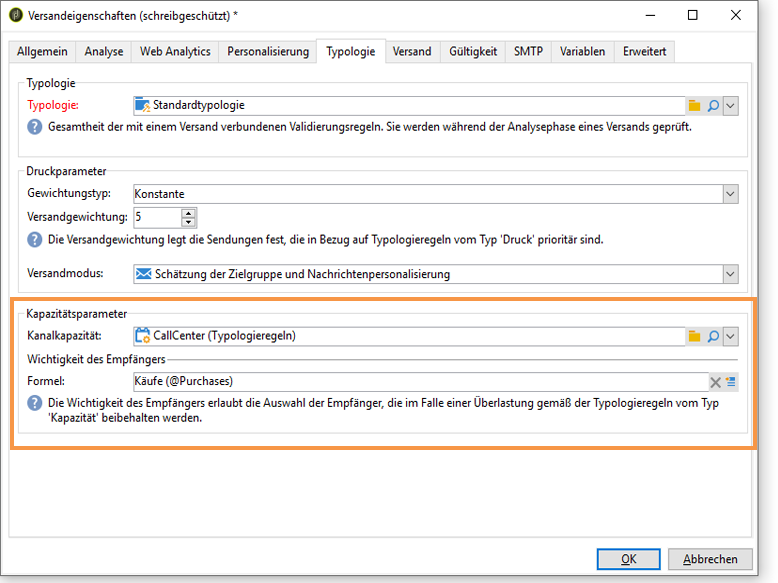 Versandeigenschaften (schreibgeschützt) *
Allgemein Analyse Web Analytics Personalisierung Typologie Versand Gültigkeit SMTP Variablen Erweitert
Typologie
Typologie: Standardtypologie
Gesamtheit der mit einem Versand verbundenen Validierungsregeln. Sie werden während der Analysephase eines Versands geprüft.
Druckparameter
Gewichtungstyp: Konstante
Versandgewichtung: 5
Die Versandgewichtung legt die Sendungen fest, die in Bezug auf Typologieregeln vom Typ 'Druck' prioritär sind.
Versandmodus: Schätzung der Zielgruppe und Nachrichtenpersonalisierung
Kapazitätsparameter
Kanalkapazität: CallCenter (Typologieregeln)
Wichtigkeit des Empfängers
Formel: Käufe (@Purchases)
Die Wichtigkeit des Empfängers erlaubt die Auswahl der Empfänger, die im Falle einer Überlastung gemäß der Typologieregeln vom Typ
'Kapazität' beibehalten werden.
OK Abbrechen